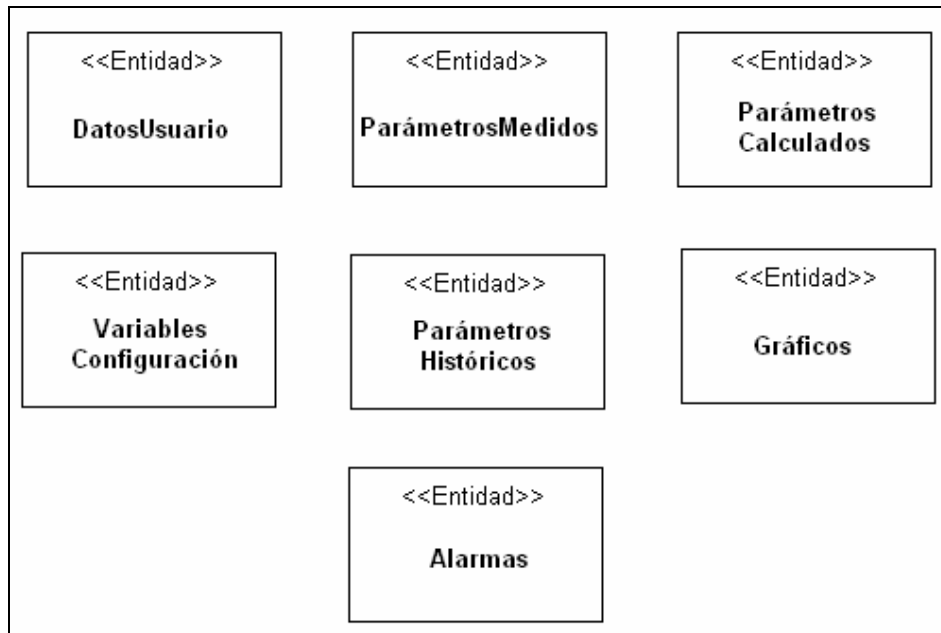 <<Entidad>>
DatosUsuario
<<Entidad>>
ParámetrosMedidos
<<Entidad>>
Parámetros
Calculados
<<Entidad>>
Variables
Configuración
<<Entidad>>
Parámetros
Históricos
<<Entidad>>
Gráficos
<<Entidad>>
Alarmas